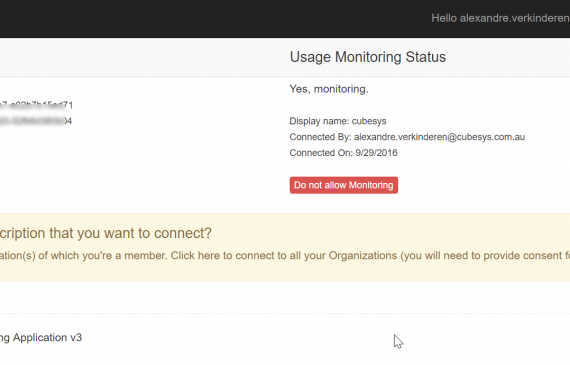 Hello alexandre.verkinderen
Usage Monitoring Status
Yes, monitoring.
Display name: cubesys
Connected By: alexandre.verkinderen@cubesys.com.au
Connected On: 9/29/2016
Do not allow Monitoring
cription that you want to connect?
ation(s) of which you're a member. Click here to connect to all your Organizations (you will need to provide consent f
ng Application v3